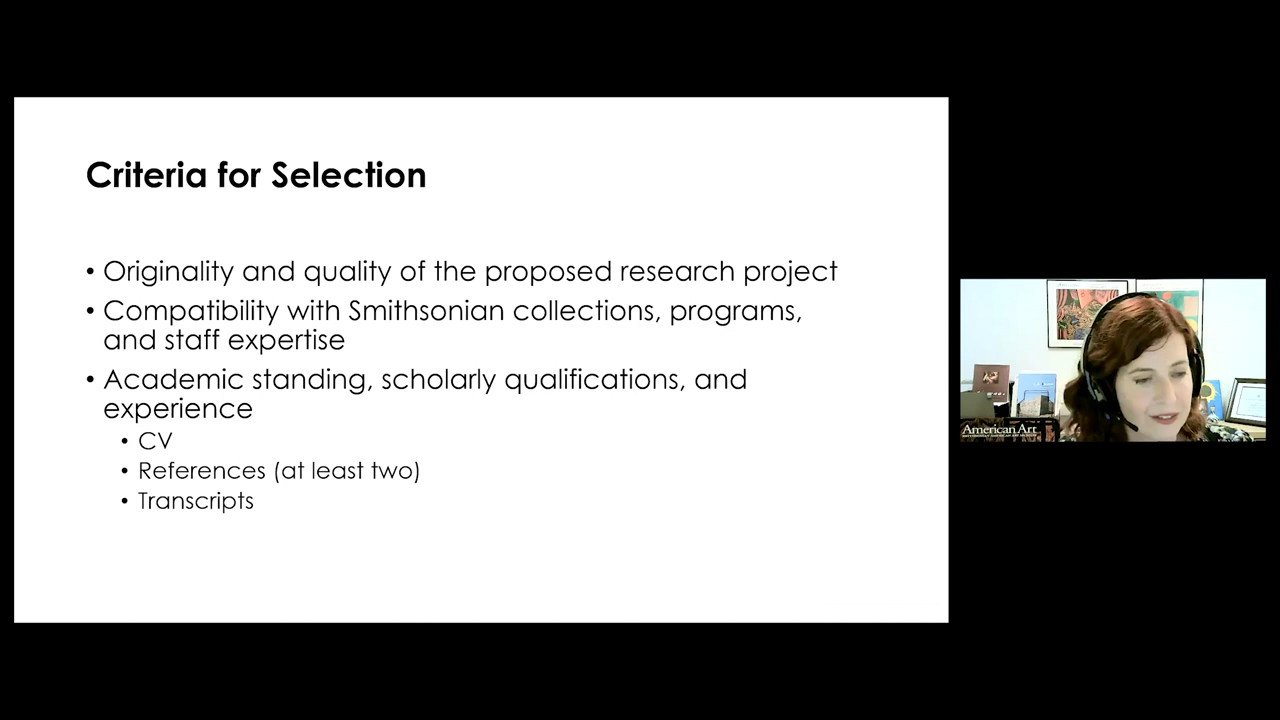 Criteria for Selection
• Originality and quality of the proposed research project
• Compatibility with Smithsonian collections, programs,
and staff expertise
• Academic standing, scholarly qualifications, and
experience
• CV
• References (at least two)
• Transcripts
American Art